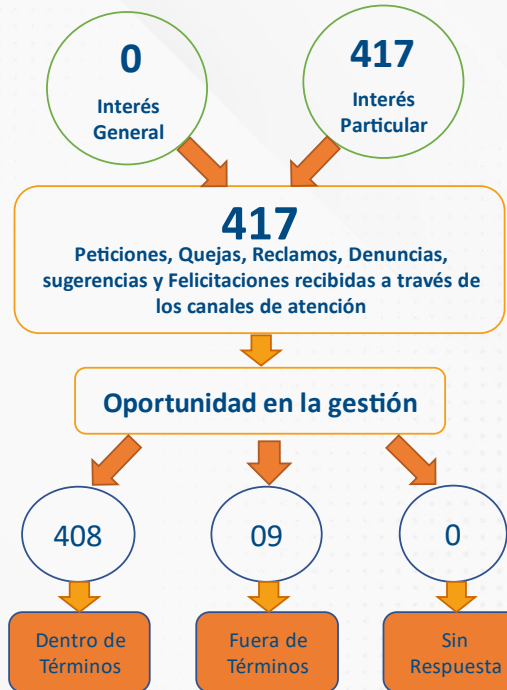 0
Interés
General
417
Interés
Particular
417
Peticiones, Quejas, Reclamos, Denuncias,
sugerencias y Felicitaciones recibidas a través de
los canales de atención
Oportunidad en la gestión
408
09
0
Dentro de
Términos
Fuera de
Términos
Sin
Respuesta